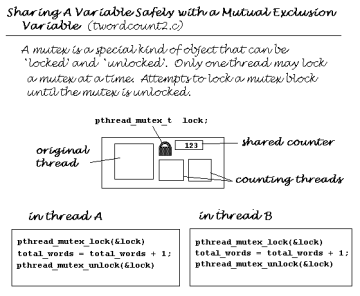 Sharing A Variable Safely with a Mutual Exclusion
Variable (twordcount2.c)
A mutex is a special kind of object that can be
`locked' and `unlocked'. Only one thread may lock
a mutex at a time. Attempts to lock a mutex block
until the mutex is unlocked.
pthread_mutex_t lock;
123
shared counter
original
thread
counting threads
in thread A
in thread B
pthread_mutex_lock(&lock)
total_words = total_words + 1;
pthread_mutex_unlock(&lock)
pthread_mutex_lock(&lock)
total_words = total_words + 1;
pthread_mutex_unlock(&lock)